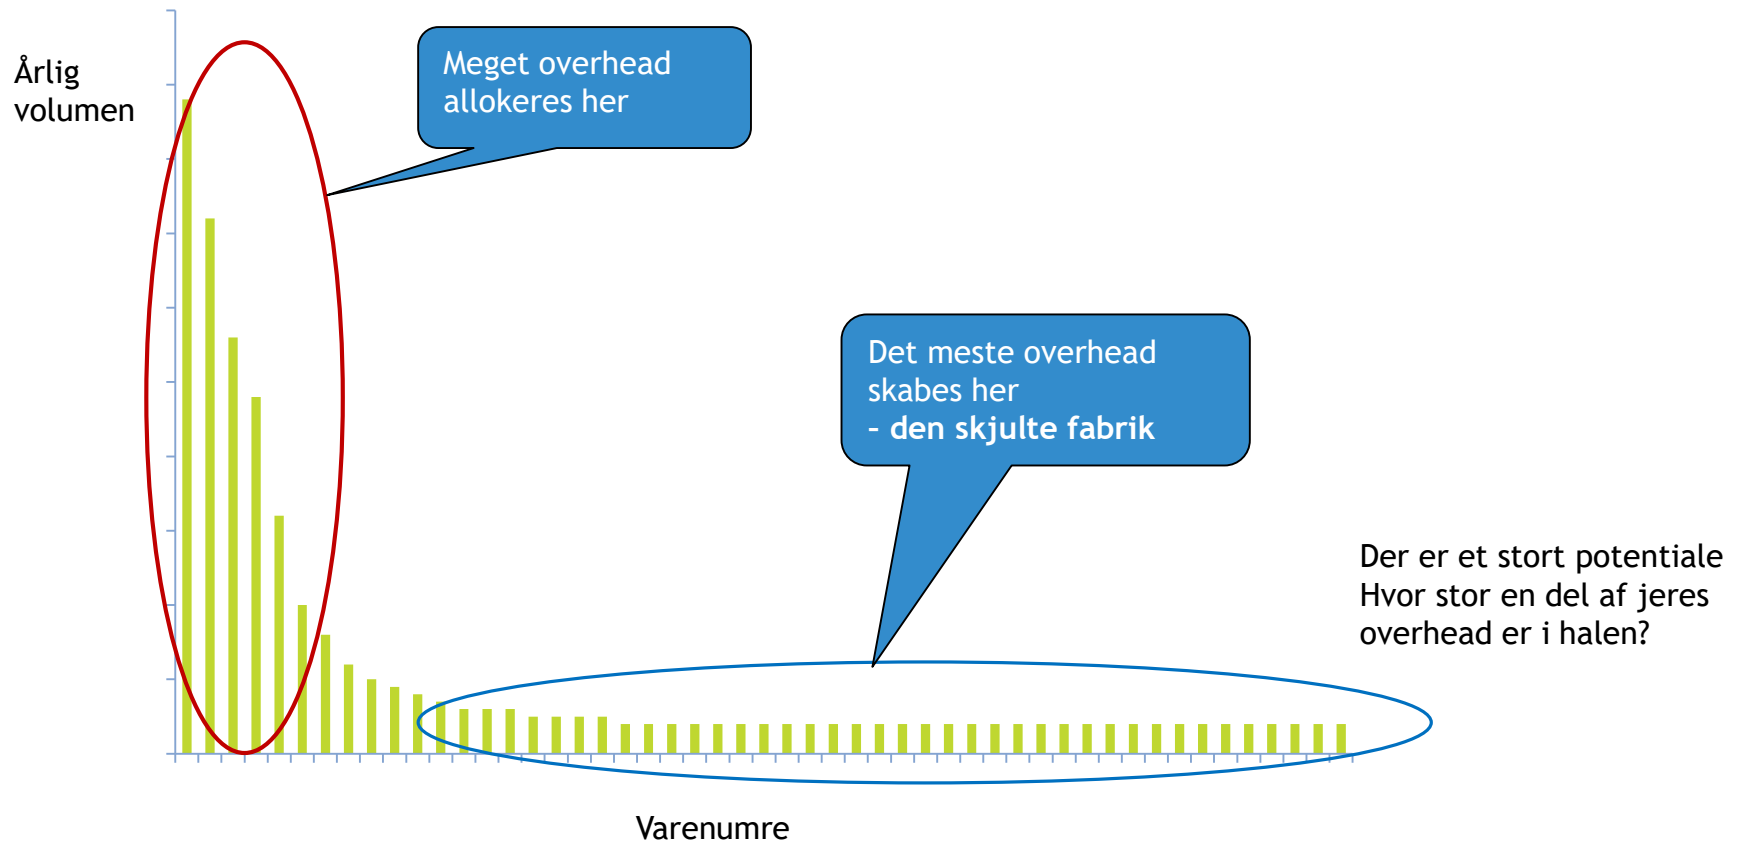 Årlig
volumen
Meget overhead
allokeres her
Det meste overhead
skabes her
- den skjulte fabrik
Der er et stort potentiale
Hvor stor en del af jeres
overhead er i halen?
Varenumre